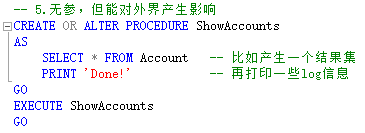 -- 5.无参，但能对外界产生影响
CREATE OR ALTER PROCEDURE ShowAccounts
AS
SELECT * FROM Account -- 比如产生一个结果集
PRINT 'Done!' -- 再打印一些log信息
GO
EXECUTE ShowAccounts
GO